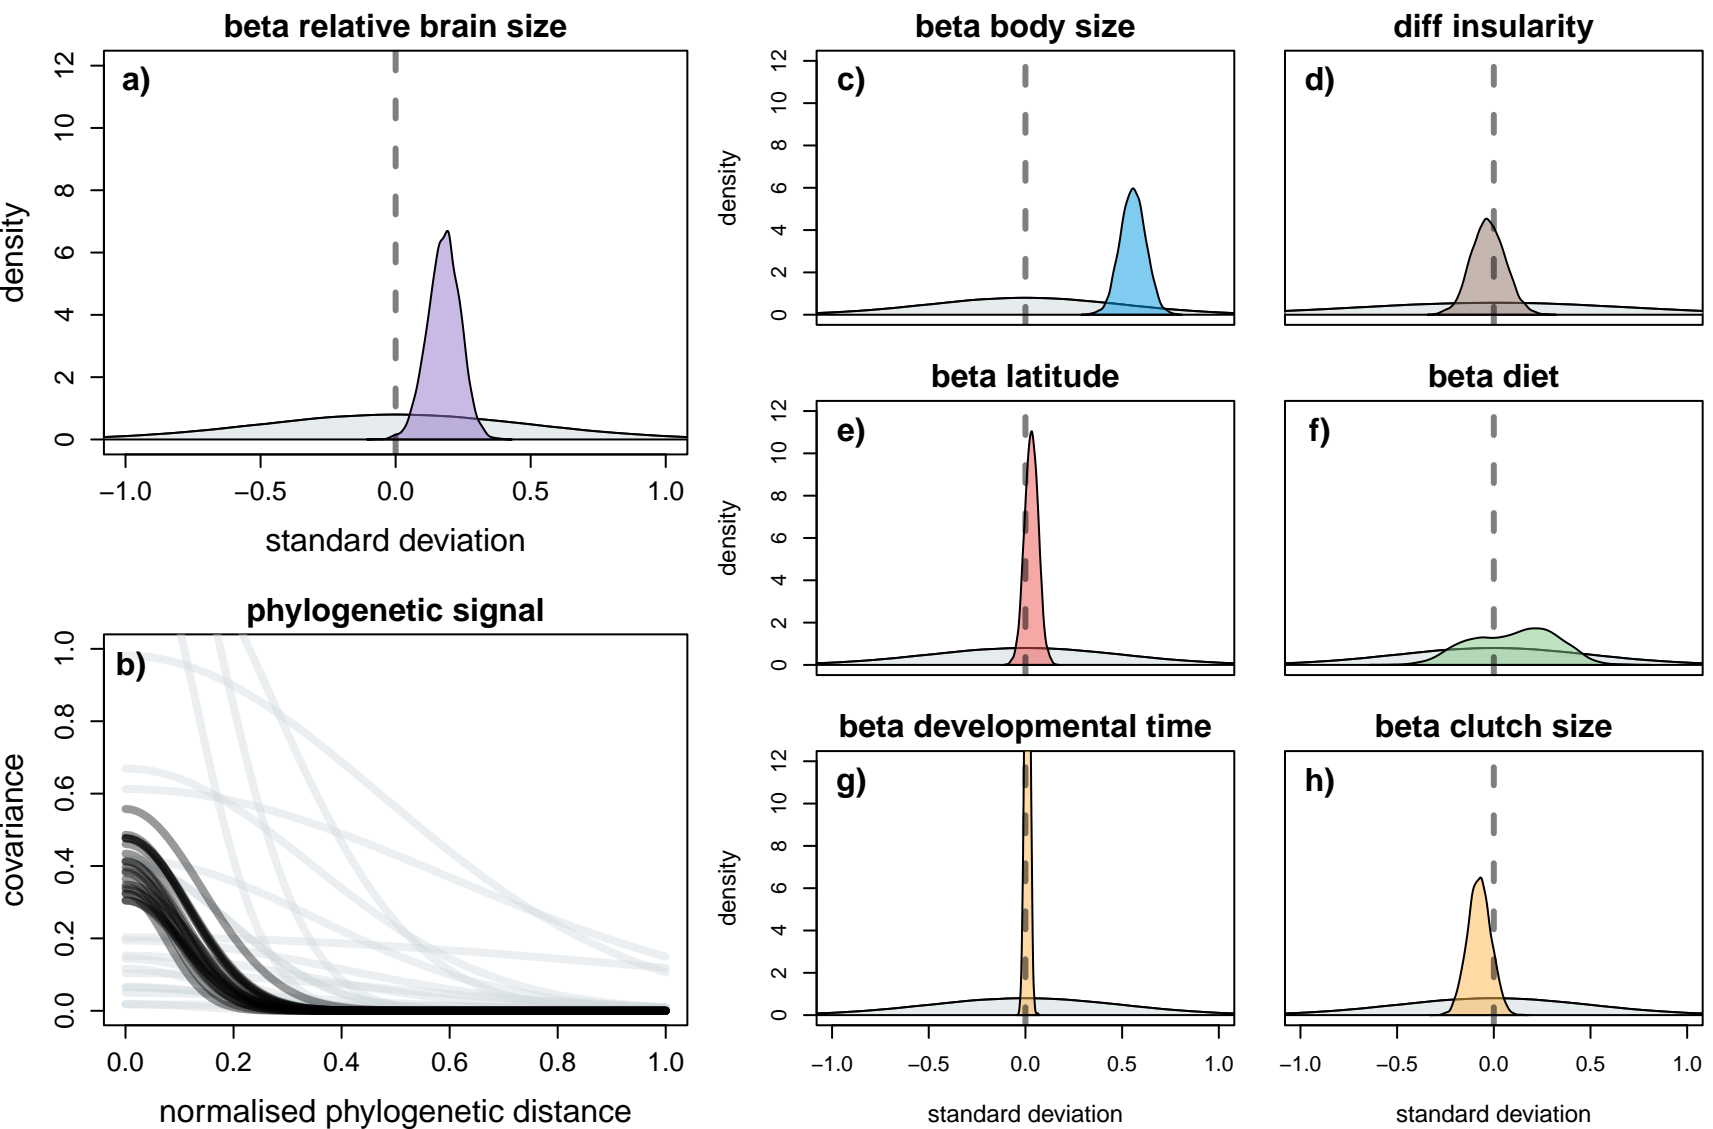 beta relative brain size
a)
density
0 2 4 6 8 10 12
−1.0 −0.5 0.0 0.5 1.0
standard deviation
phylogenetic signal
b)
covariance
0.0 0.2 0.4 0.6 0.8 1.0
0.0 0.2 0.4 0.6 0.8 1.0
normalised phylogenetic distance
beta body size
c)
density
0 2 4 6 8 10 12
diff insularity
d)
beta latitude
e)
density
0 2 4 6 8 10 12
beta diet
f)
beta developmental time
g)
density
0 2 4 6 8 10 12
−1.0 −0.5 0.0 0.5 1.0
standard deviation
beta clutch size
h)
−1.0 −0.5 0.0 0.5 1.0
standard deviation